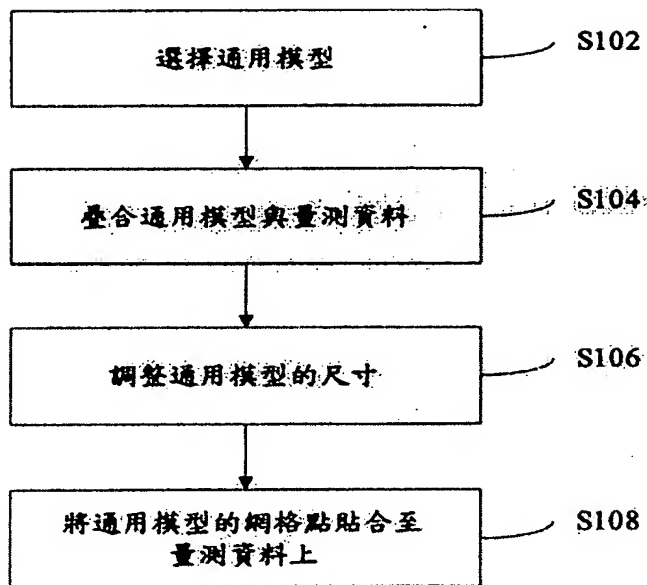 選擇通用模型
S102
疊合通用模型與量測資料
S104
調整通用模型的尺寸
S106
將通用模型的網格點貼合至
量測資料上
S108